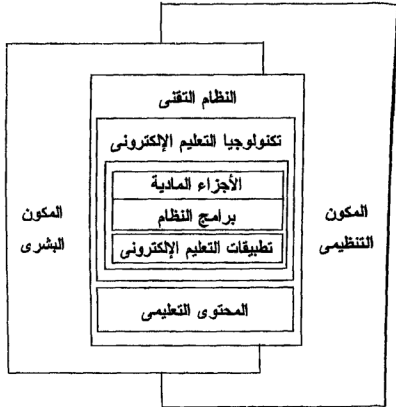 النظام التقنى
تكنولوجيا التعليم الإلكترونى
الأجزاء المادية
برامج النظام
تطبيقات التعليم الإلكترونى
المحتوى التعليمى
المكون
التنظيمى
المكون
البشرى